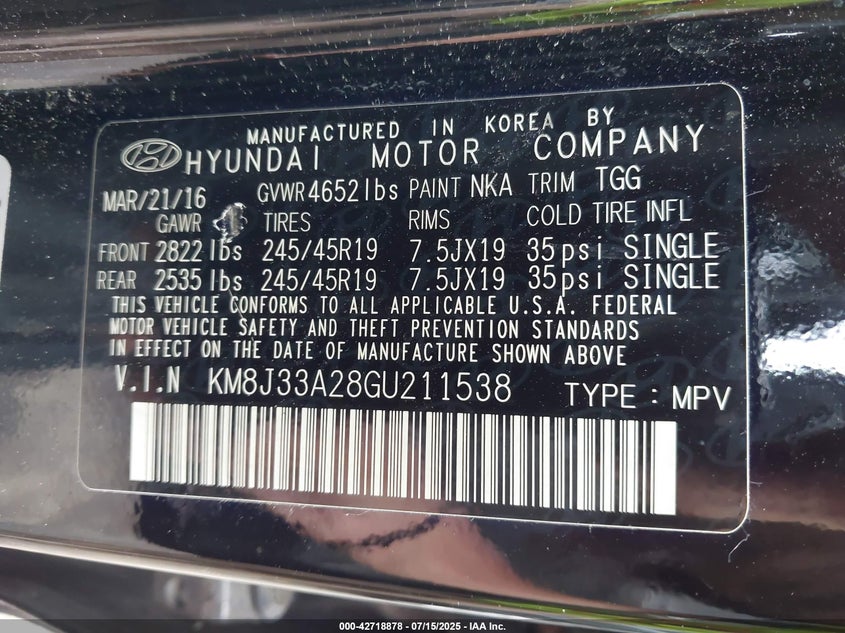 MANUFACTURED IN KOREA BY
HYUNDAI MOTOR COMPANY
MAR/21/16 GVWR 4652lbs PAINT NKA TRIM TGG
GAWR TIRES RIMS COLD TIRE INFL
FRONT 2822 lbs 245/45R19 7.5JX19 35psi SINGLE
REAR 2535 lbs 245/45R19 7.5JX19 35psi SINGLE
THIS VEHICLE CONFORMS TO ALL APPLICABLE U.S.A. FEDERAL
MOTOR VEHICLE SAFETY AND THEFT PREVENTION STANDARDS
IN EFFECT ON THE DATE OF MANUFACTURE SHOWN ABOVE
V.I.N KM8J33A28GU211538 TYPE : MPV
000-42718878 - 07/15/2025 - IAA Inc.